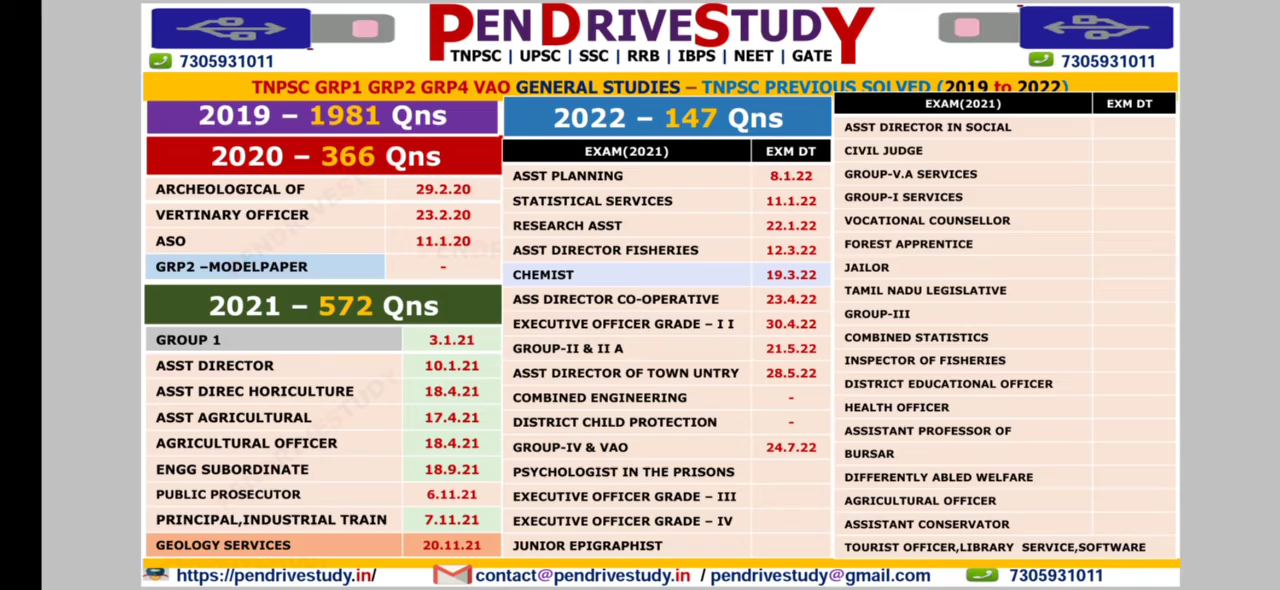 PENDRIVESTUDY
TNPSC | UPSC | SSC | RRB | IBPS | NEET | GATE
7305931011
7305931011
TNPSC GRP1 GRP2 GRP4 VAO GENERAL STUDIES – TNPSC PREVIOUS SOLVED (2019 to 2022)
2019 – 1981 Qns
2020 – 366 Qns
ARCHEOLOGICAL OF 29.2.20
VERTINARY OFFICER 23.2.20
ASO 11.1.20
GRP2 –MODELPAPER -
2021 – 572 Qns
GROUP 1 3.1.21
ASST DIRECTOR 10.1.21
ASST DIREC HORICULTURE 18.4.21
ASST AGRICULTURAL 17.4.21
AGRICULTURAL OFFICER 18.4.21
ENGG SUBORDINATE 18.9.21
PUBLIC PROSECUTOR 6.11.21
PRINCIPAL,INDUSTRIAL TRAIN 7.11.21
GEOLOGY SERVICES 20.11.21
2022 – 147 Qns
EXAM(2021) EXM DT
ASST PLANNING 8.1.22
STATISTICAL SERVICES 11.1.22
RESEARCH ASST 22.1.22
ASST DIRECTOR FISHERIES 12.3.22
CHEMIST 19.3.22
ASS DIRECTOR CO-OPERATIVE 23.4.22
EXECUTIVE OFFICER GRADE – I I 30.4.22
GROUP-II & II A 21.5.22
ASST DIRECTOR OF TOWN UNTRY 28.5.22
COMBINED ENGINEERING -
DISTRICT CHILD PROTECTION -
GROUP-IV & VAO 24.7.22
PSYCHOLOGIST IN THE PRISONS
EXECUTIVE OFFICER GRADE – III
EXECUTIVE OFFICER GRADE – IV
JUNIOR EPIGRAPHIST
EXAM(2021) EXM DT
ASST DIRECTOR IN SOCIAL
CIVIL JUDGE
GROUP-V.A SERVICES
GROUP-I SERVICES
VOCATIONAL COUNSELLOR
FOREST APPRENTICE
JAILOR
TAMIL NADU LEGISLATIVE
GROUP-III
COMBINED STATISTICS
INSPECTOR OF FISHERIES
DISTRICT EDUCATIONAL OFFICER
HEALTH OFFICER
ASSISTANT PROFESSOR OF
BURSAR
DIFFERENTLY ABLED WELFARE
AGRICULTURAL OFFICER
ASSISTANT CONSERVATOR
TOURIST OFFICER,LIBRARY SERVICE,SOFTWARE
https://pendrivestudy.in/ contact@pendrivestudy.in / pendrivestudy@gmail.com 7305931011